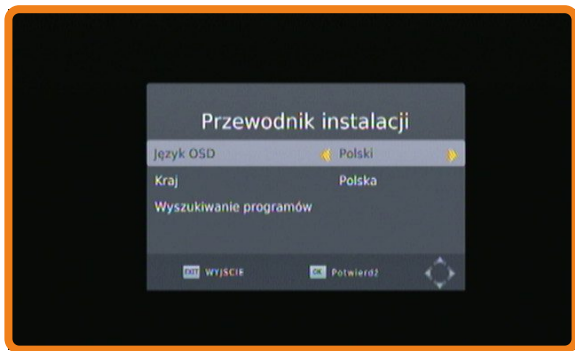 Przewodnik instalacji
Język OSD Polski
Kraj Polska
Wyszukiwanie programów
EXIT WYJŚCIE OK Potwierdź